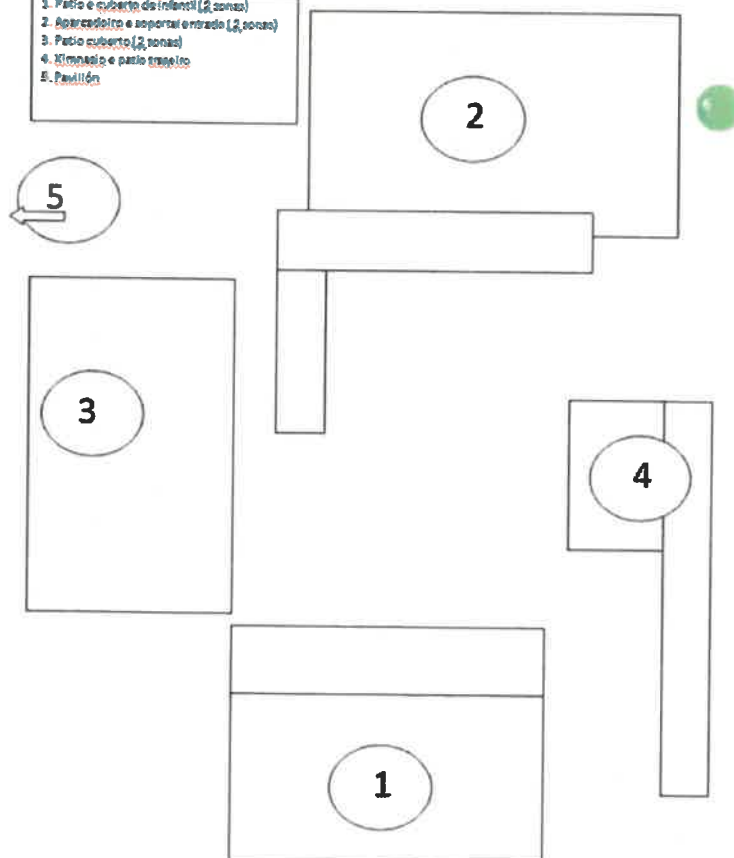 1. Patio e cuberto de infantil (2 zonas)
2. Aparcadoiro e soportal entrada (2 zonas)
3. Patio cuberto (2 zonas)
4. Ximnasio e patio traseiro
5. Pavillón
2
5
3
4
1